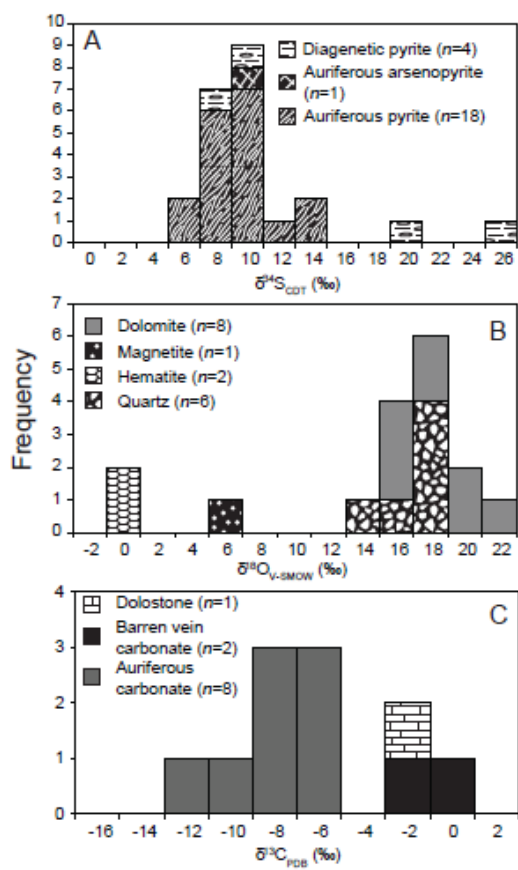 A
Diagenetic pyrite (n=4)
Auriferous arsenopyrite
(n=1)
Auriferous pyrite (n=18)
10
9
8
7
6
5
4
3
2
1
0
0 2 4 6 8 10 12 14 16 18 20 22 24 26
δ³⁴S_CDT (‰)
B
Dolomite (n=8)
Magnetite (n=1)
Hematite (n=2)
Quartz (n=6)
7
6
5
4
3
2
1
0
-2 0 2 4 6 8 10 12 14 16 18 20 22
δ¹⁸O_V-SMOW (‰)
Frequency
C
Dolostone (n=1)
Barren vein
carbonate (n=2)
Auriferous
carbonate (n=8)
4
3
2
1
0
-16 -14 -12 -10 -8 -6 -4 -2 0 2
δ¹³C_PDB (‰)